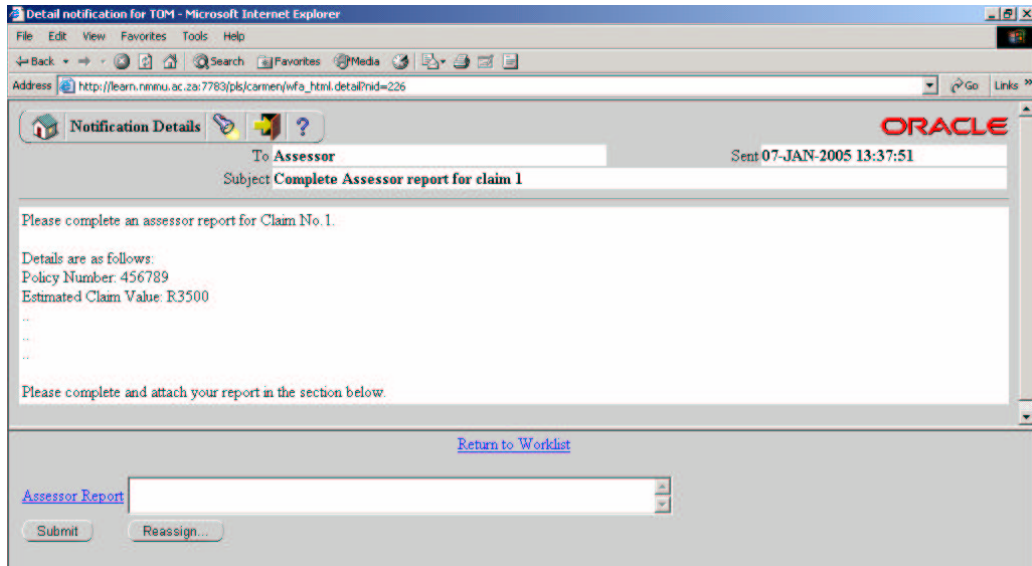 Detail notification for TOM - Microsoft Internet Explorer
File Edit View Favorites Tools Help
Back Search Favorites Media
Address http://learn.nmmu.ac.za:7783/pls/carmen/wfa_html.detail?nid=226 Go Links »
Notification Details ? ORACLE
To Assessor Sent 07-JAN-2005 13:37:51
Subject Complete Assessor report for claim 1
Please complete an assessor report for Claim No.1.
Details are as follows:
Policy Number: 456789
Estimated Claim Value: R3500
..
..
..
Please complete and attach your report in the section below.
Return to Worklist
Assessor Report
Submit Reassign...